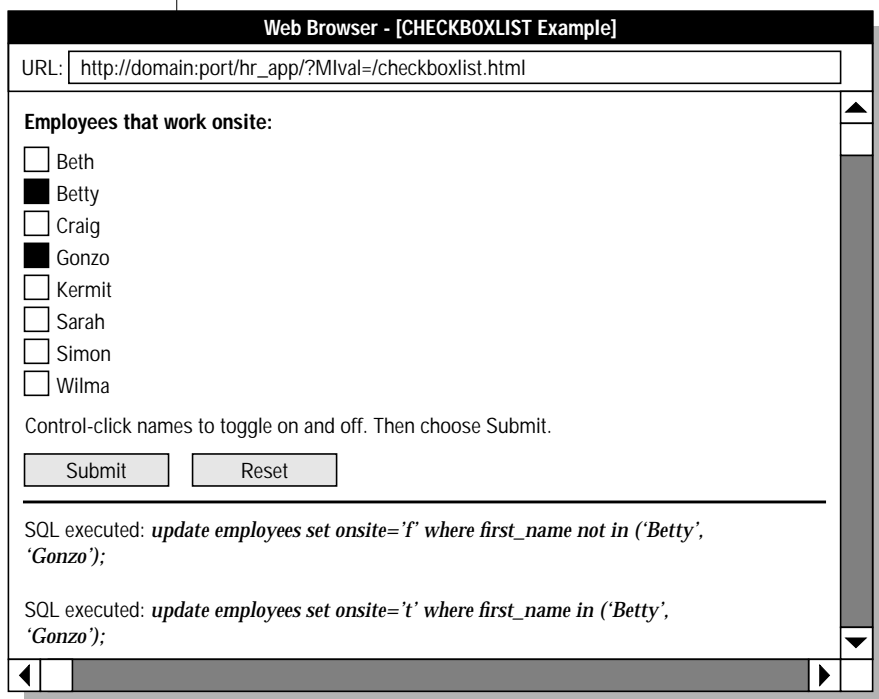 Web Browser - [CHECKBOXLIST Example]
URL: http://domain:port/hr_app/?MIval=/checkboxlist.html
Employees that work onsite:
Beth
Betty
Craig
Gonzo
Kermit
Sarah
Simon
Wilma
Control-click names to toggle on and off. Then choose Submit.
Submit Reset
SQL executed: update employees set onsite='f' where first_name not in (‘Betty’,
‘Gonzo’);
SQL executed: update employees set onsite=‘t’ where first_name in (‘Betty’,
‘Gonzo’);